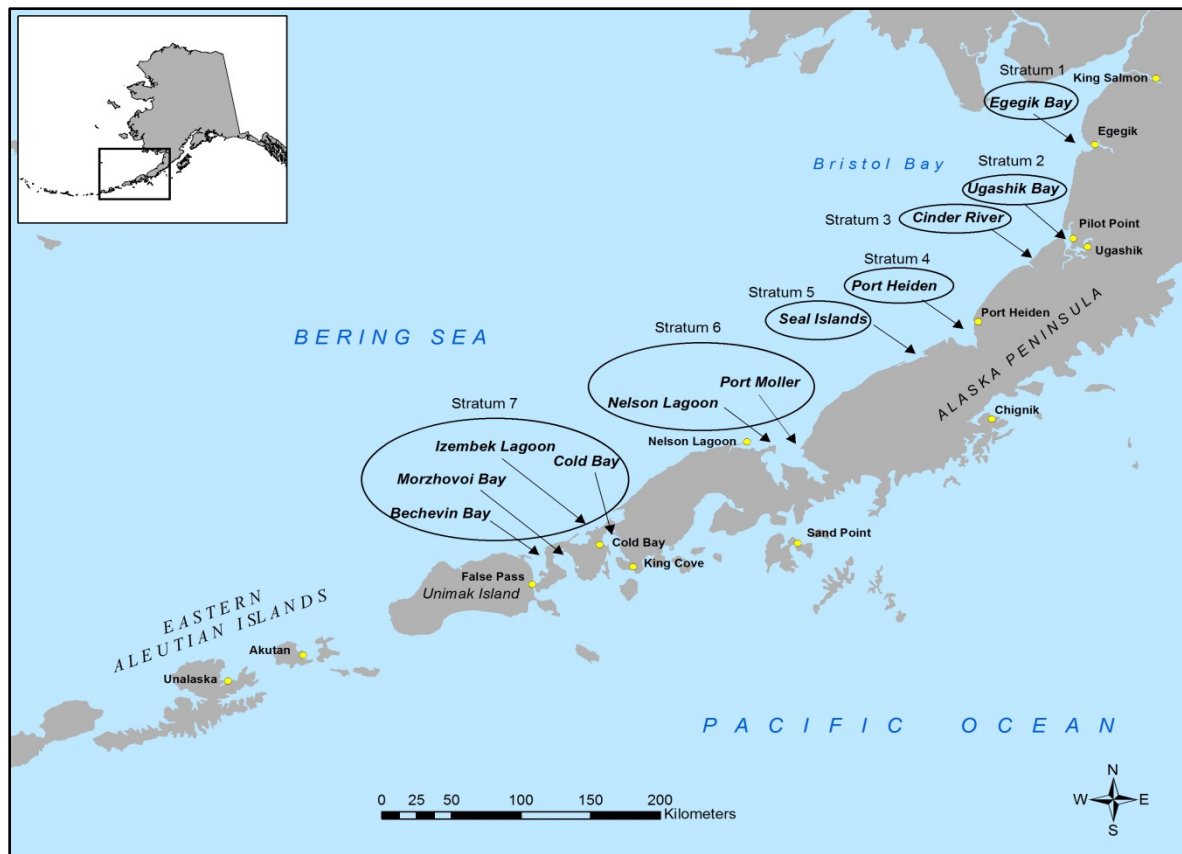 Stratum 1
Egegik Bay
King Salmon
Egegik
Bristol Bay
Stratum 2
Ugashik Bay
Stratum 3
Cinder River
Pilot Point
Ugashik
Stratum 4
Port Heiden
Stratum 5
Seal Islands
Port Heiden
BERING SEA
Stratum 6
Port Moller
Nelson Lagoon
ALASKA PENINSULA
Chignik
Stratum 7
Nelson Lagoon
Izembek Lagoon
Cold Bay
Morzhovoi Bay
Bechevin Bay
Sand Point
Cold Bay
King Cove
False Pass
Unimak Island
EASTERN
ALEUTIAN ISLANDS
Akutan
Unalaska
PACIFIC OCEAN
N
W E
S
0 25 50 100 150 200
Kilometers